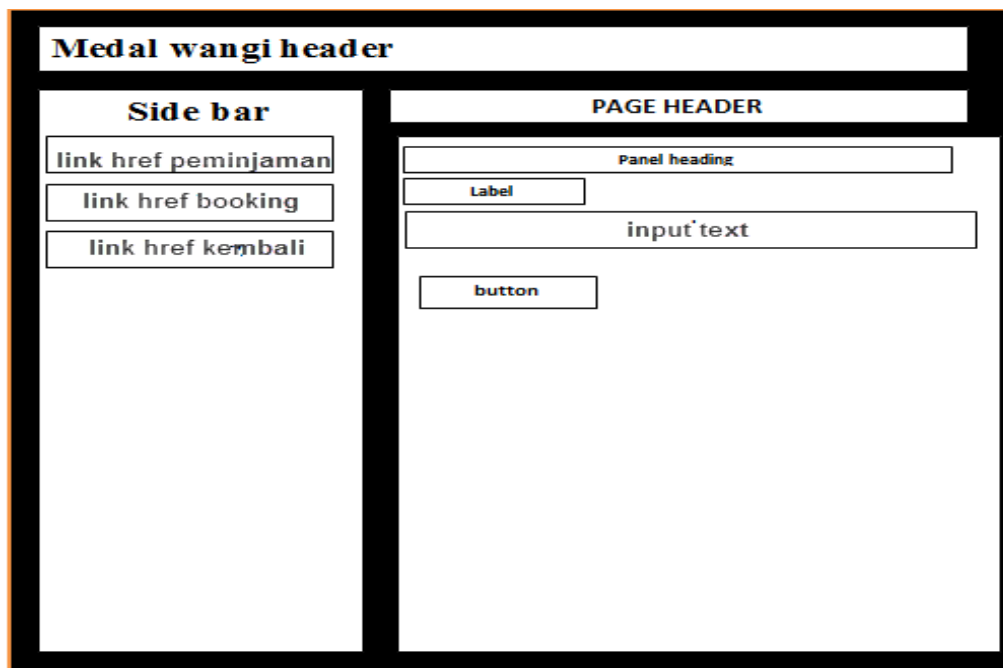 Medal wangi header
Side bar
link href peminjaman
link href booking
link href kembali
PAGE HEADER
Panel heading
Label
input text
button